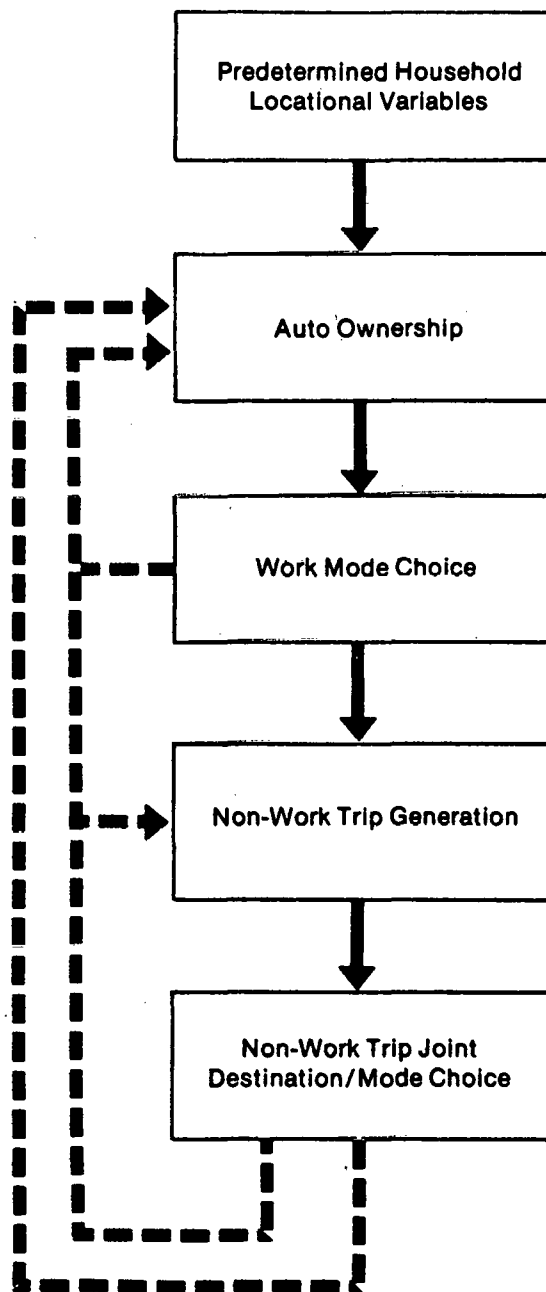 Predetermined Household
Locational Variables
Auto Ownership
Work Mode Choice
Non-Work Trip Generation
Non-Work Trip Joint
Destination/Mode Choice